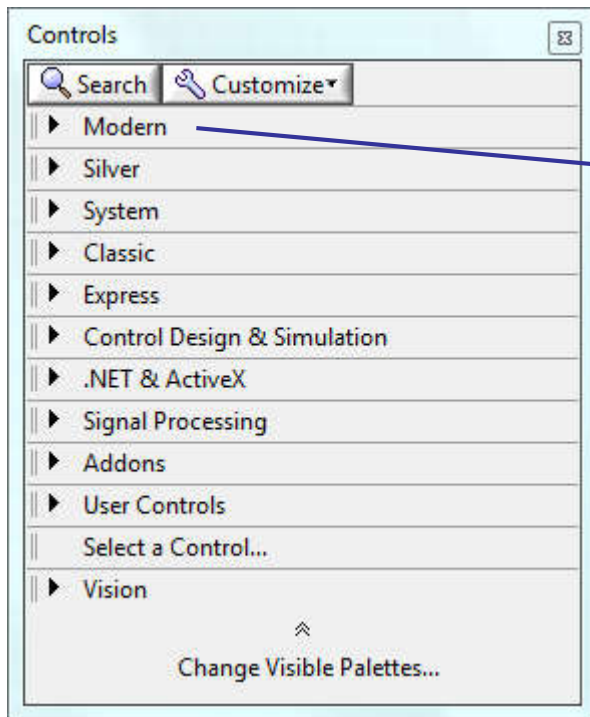 Controls
Search Customize
Modern
Silver
System
Classic
Express
Control Design & Simulation
.NET & ActiveX
Signal Processing
Addons
User Controls
Select a Control...
Vision
Change Visible Palettes...